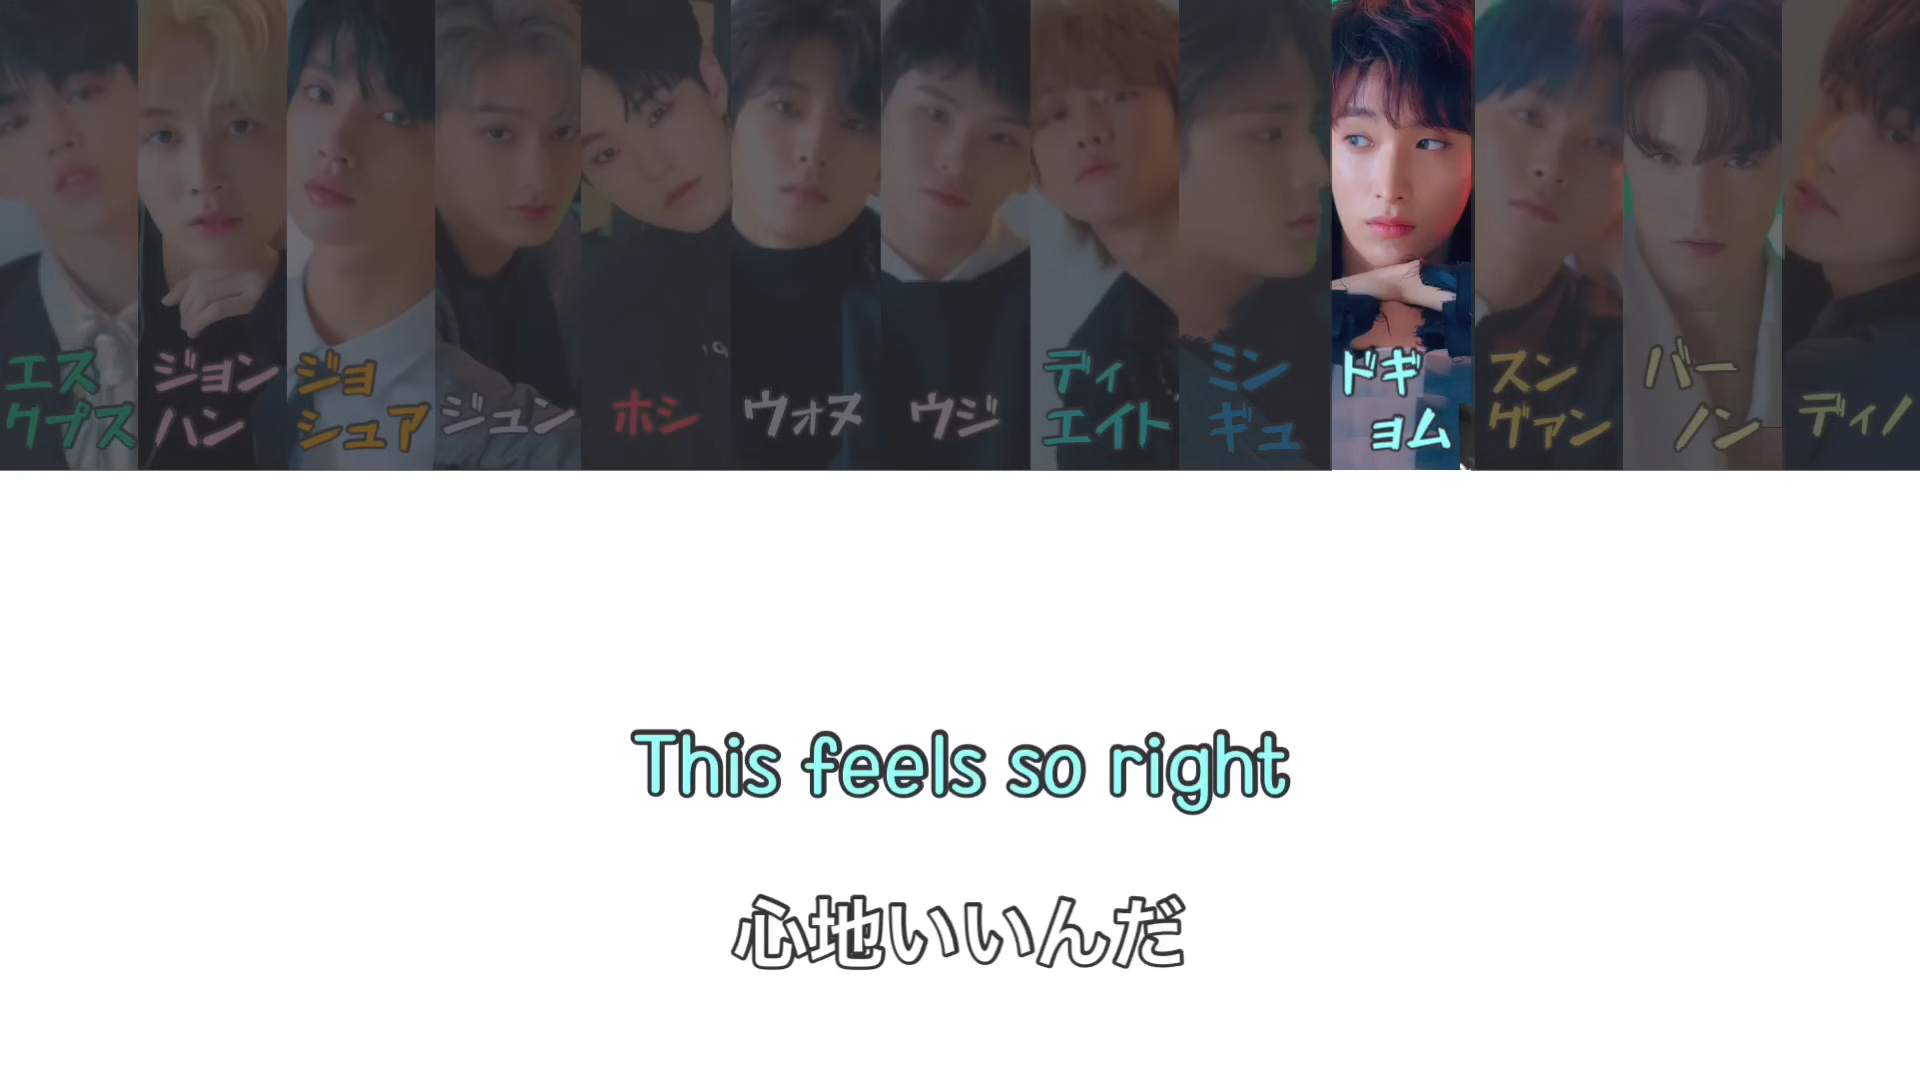 エス
クプス
ジョン
ハン
ジョ
シュア
ジュン
ホシ
ウォヌ
ウジ
ディ
エイト
ミン
ギュ
ドギ
ョム
スン
グァン
バー
ノン
ディノ
This feels so right
心地いいんだ